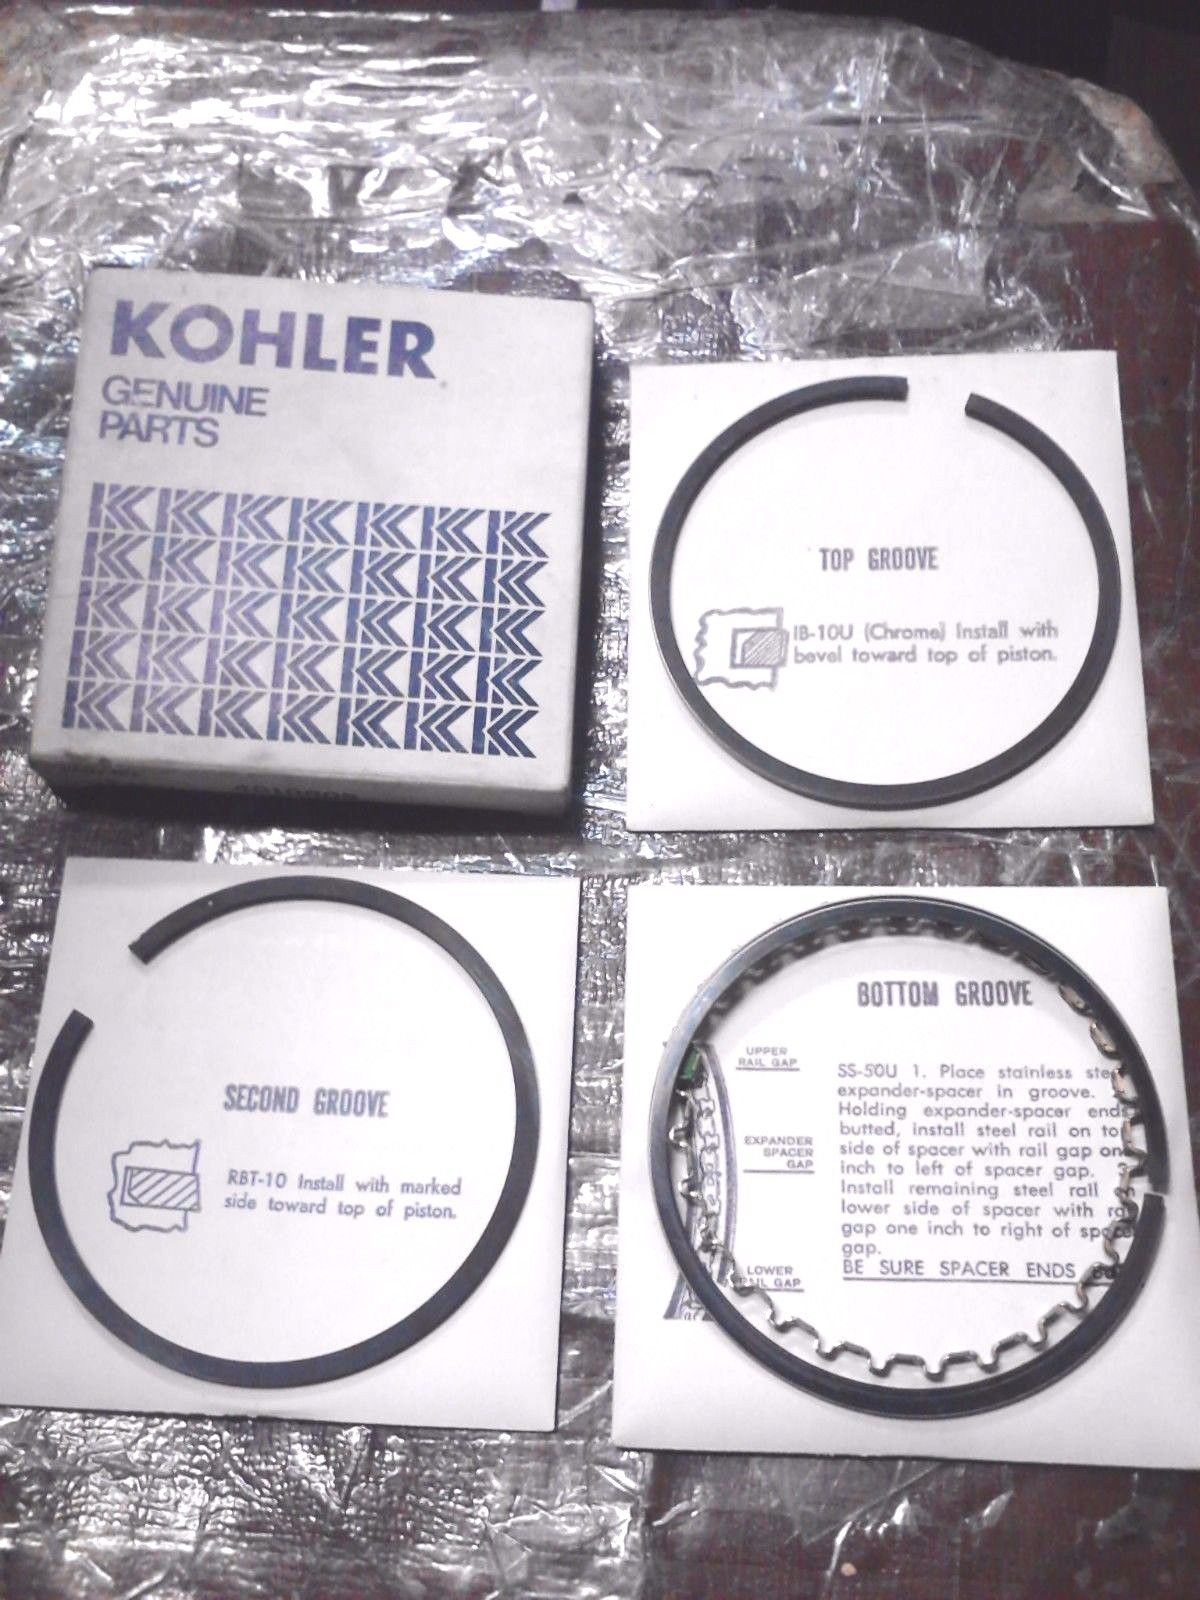 KOHLER
GENUINE
PARTS
TOP GROOVE
IB-10U (Chrome) Install with
bevel toward top of piston.
SECOND GROOVE
RBT-10 Install with marked
side toward top of piston.
BOTTOM GROOVE
UPPER
RAIL GAP
EXPANDER
SPACER
GAP
LOWER
RAIL GAP
SS-50U 1. Place stainless
expander-spacer in groove.
Holding expander-spacer
butted, install steel rail on
side of spacer with rail gap
inch to left of spacer gap. 3
Install remaining steel rail
lower side of spacer with
gap one inch to right of
gap.
BE SURE SPACER ENDS